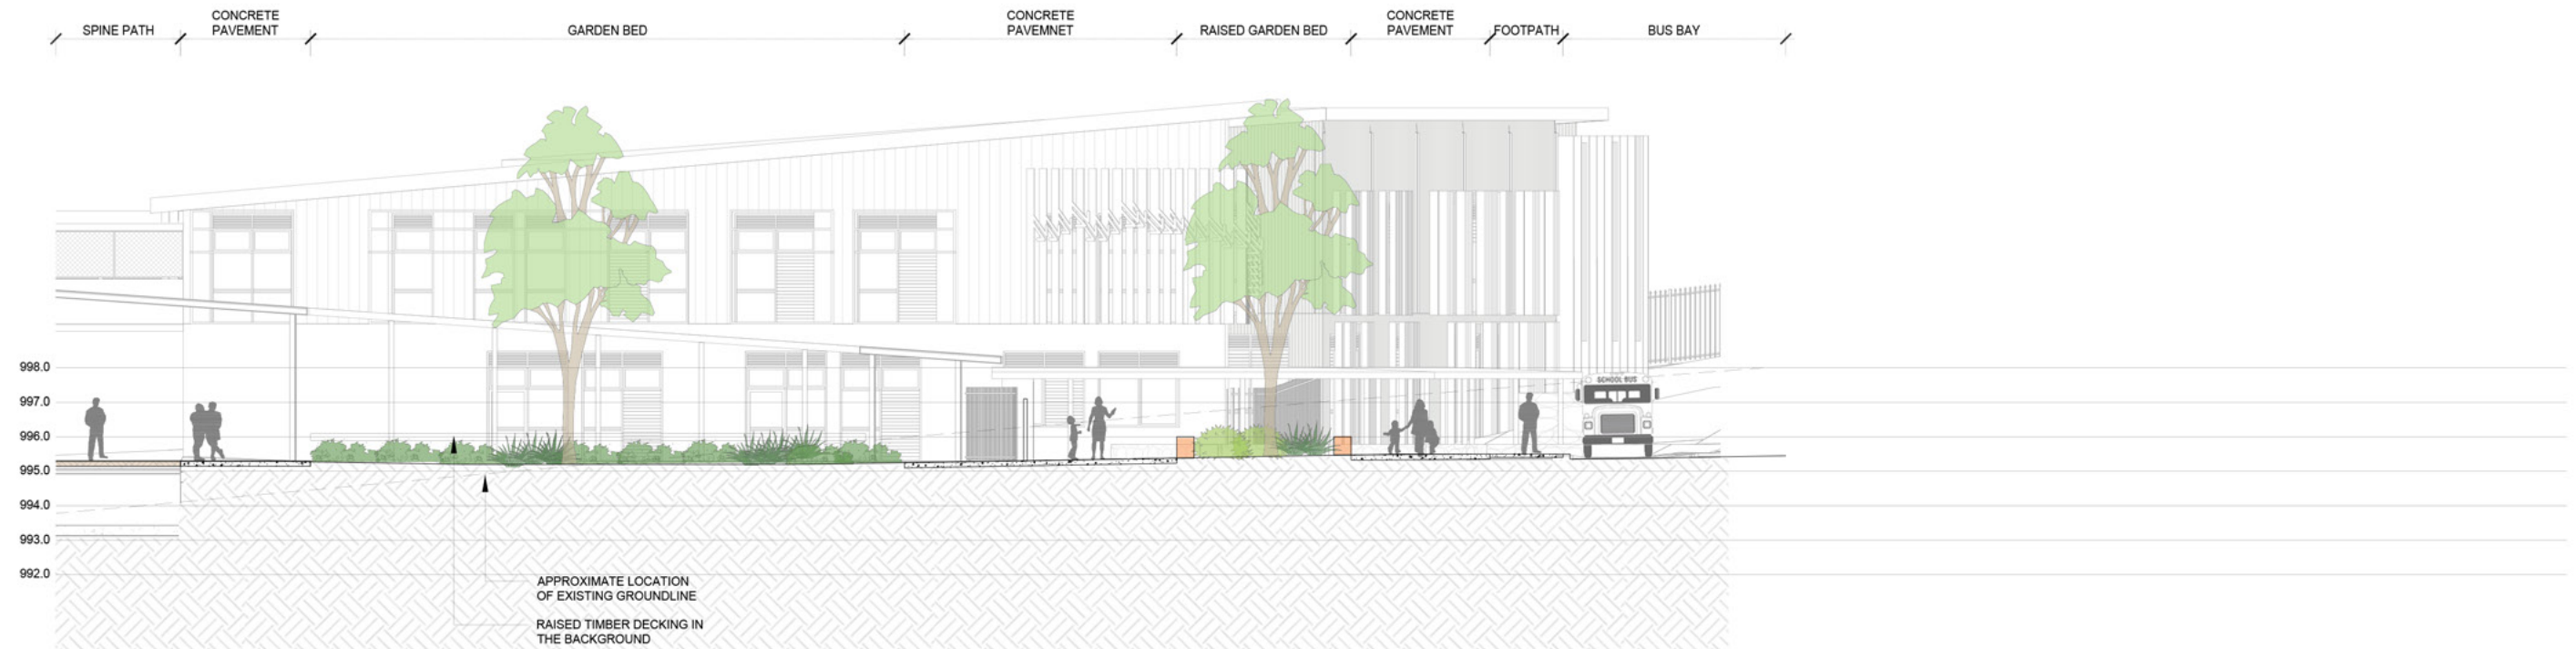 SPINE PATH
CONCRETE
PAVEMENT
GARDEN BED
CONCRETE
PAVEMNET
RAISED GARDEN BED
CONCRETE
PAVEMENT
FOOTPATH
BUS BAY
998.0
997.0
996.0
995.0
994.0
993.0
992.0
SCHOOL BUS
APPROXIMATE LOCATION
OF EXISTING GROUNDLINE
RAISED TIMBER DECKING IN
THE BACKGROUND